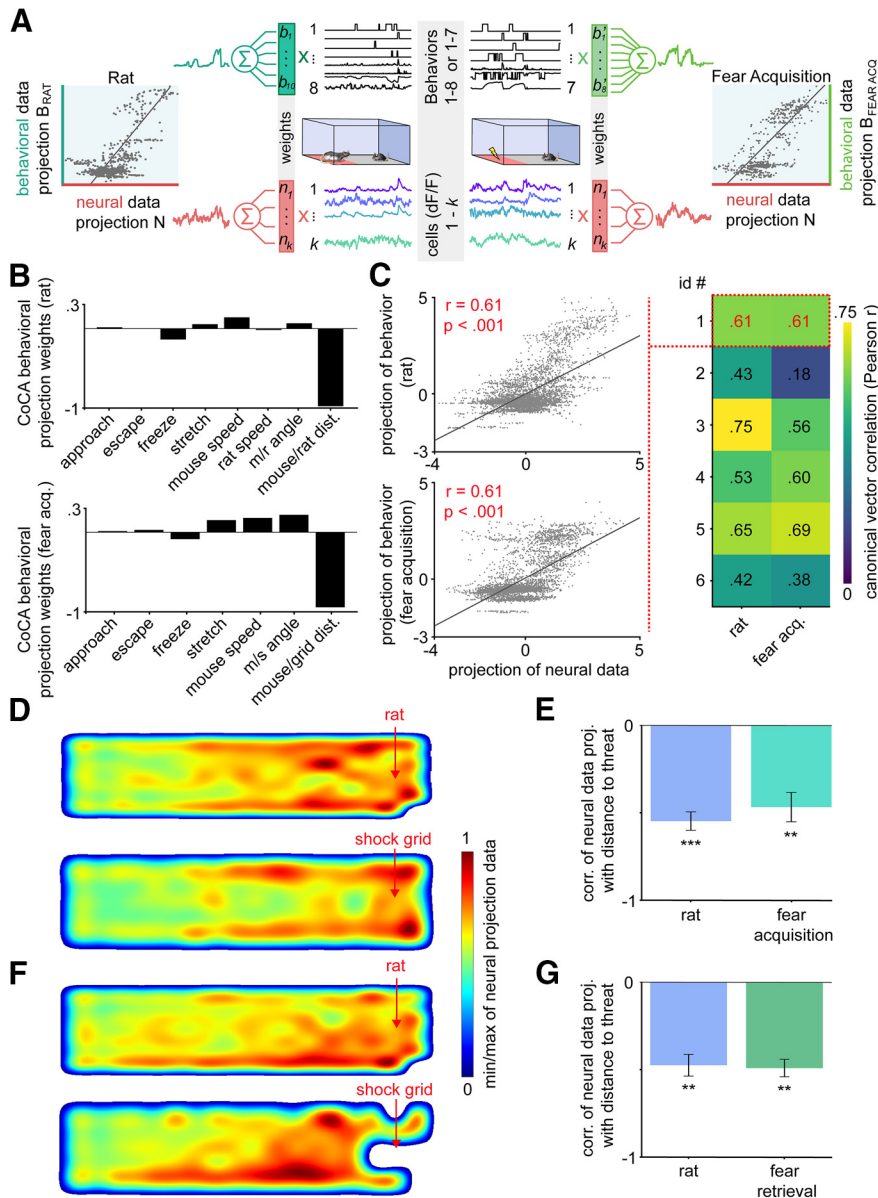 A
b1
b10
X
1
8
Behaviors
1-8 or 1-7
1
7
X
b'1
b'8
Σ
Σ
Rat
Fear Acquisition
behavioral data
projection BRAT
behavioral data
projection BFEAR ACQ
weights
weights
neural data
projection N
Σ
n1
nk
X
1
k
cells (dF/F)
1 - k
1
k
X
n1
nk
Σ
neural data
projection N
B
CoCA behavioral
projection weights (rat)
.3
-1
approach
escape
freeze
stretch
mouse speed
rat speed
m/r angle
mouse/rat dist.
CoCA behavioral
projection weights (fear acq.)
.3
-1
approach
escape
freeze
stretch
mouse speed
m/s angle
mouse/grid dist.
C
projection of behavior
(rat)
5
0
-3
r = 0.61
p < .001
-4
0
5
projection of behavior
(fear acquisition)
5
0
-3
r = 0.61
p < .001
-4
0
5
projection of neural data
id #
1 .61 .61
2 .43 .18
3 .75 .56
4 .53 .60
5 .65 .69
6 .42 .38
rat
fear acq.
.75
0
canonical vector correlation (Pearson r)
D
rat
shock grid
1
0
min/max of neural projection data
E
corr. of neural data proj.
with distance to threat
0
-1
***
**
rat
fear
acquisition
F
rat
shock grid
G
corr. of neural data proj.
with distance to threat
0
-1
**
**
rat
fear
retrieval